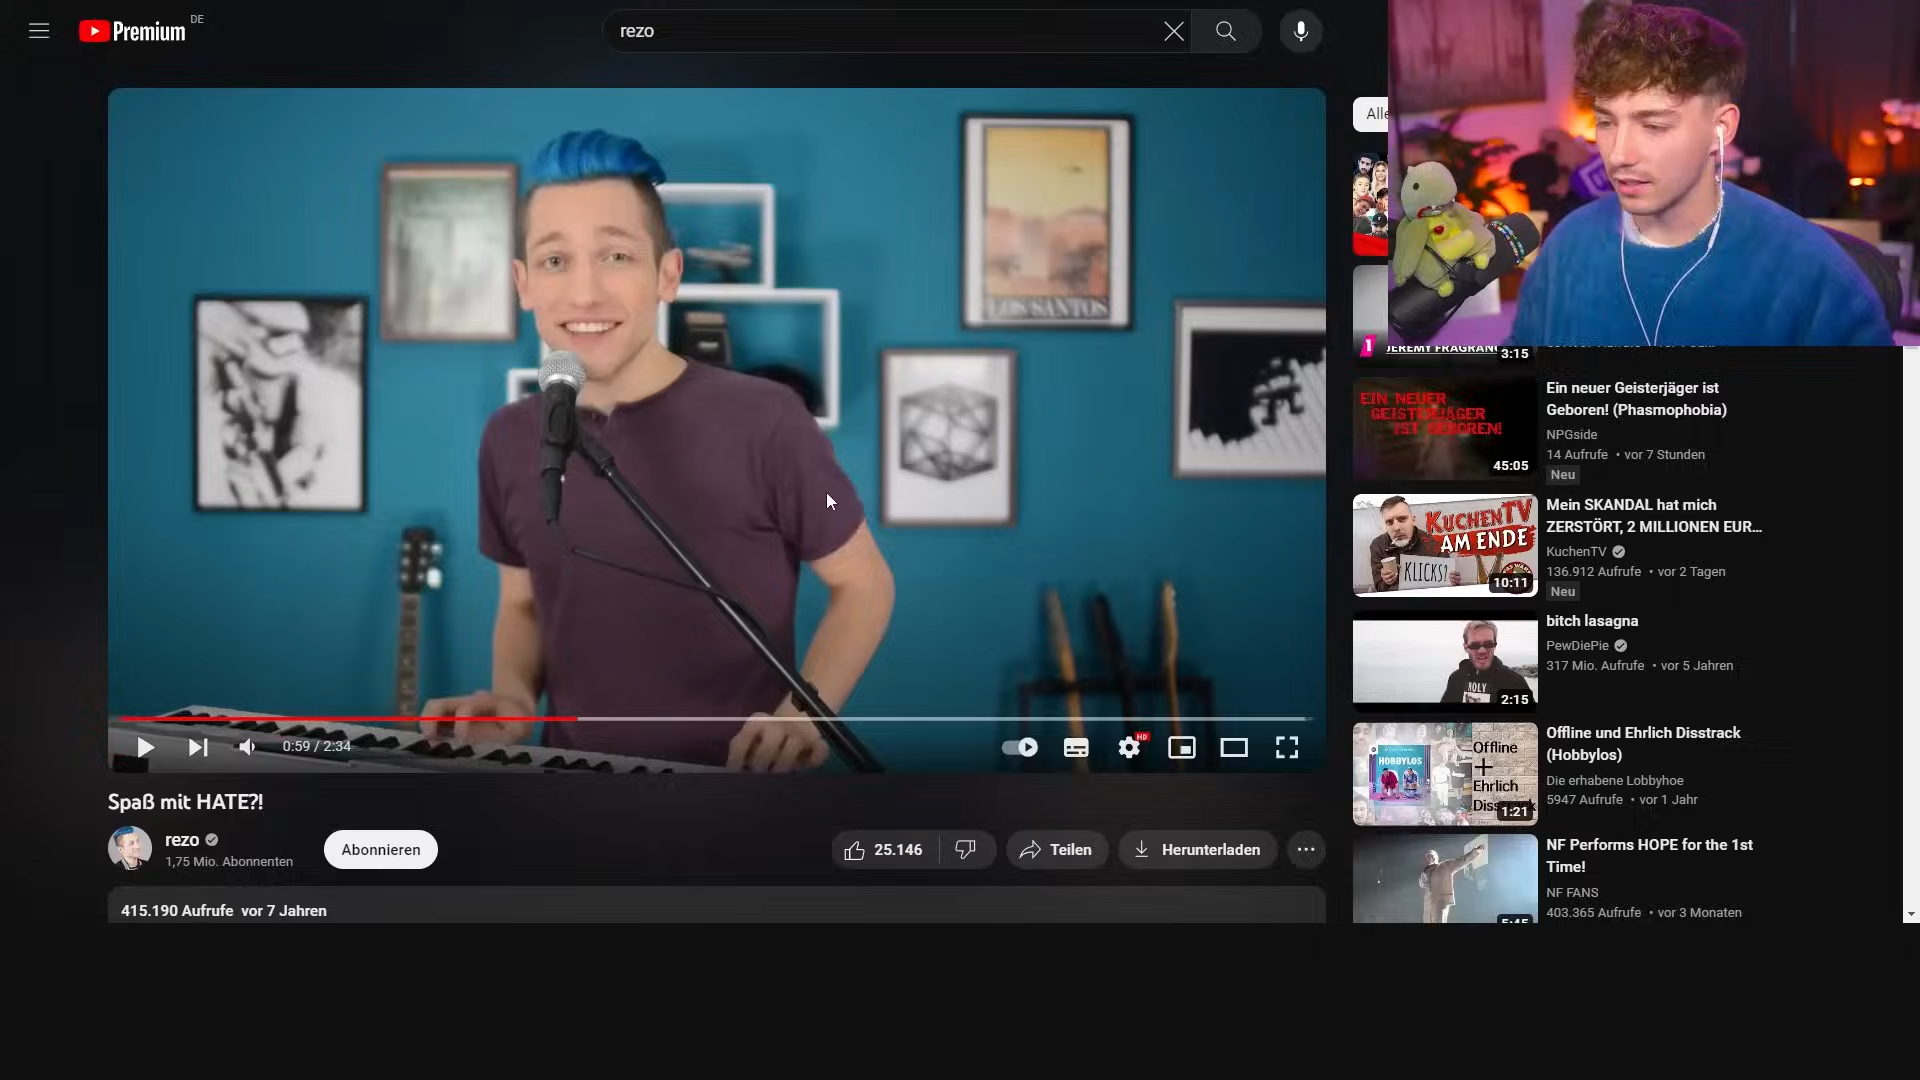 Premium DE
rezo
Alle
LOS SANTOS
0:59 / 2:34
HD
Spaß mit HATE?!
rezo
1,75 Mio. Abonnenten
Abonnieren
25.146
Teilen
Herunterladen
415.190 Aufrufe vor 7 Jahren
1
JEREMY FRAGRAN
3:15
EIN NEUER
GEISTERJÄGER
IST GEBOREN!
45:05
Ein neuer Geisterjäger ist
Geboren! (Phasmophobia)
NPGside
14 Aufrufe • vor 7 Stunden
Neu
KUCHENTV
AM ENDE
KLICKS?
10:11
Mein SKANDAL hat mich
ZERSTÖRT, 2 MILLIONEN EUR...
KuchenTV
136.912 Aufrufe • vor 2 Tagen
Neu
HOLY
2:15
bitch lasagna
PewDiePie
317 Mio. Aufrufe • vor 5 Jahren
HOBBYLOS
Offline
+
Ehrlich
Disstrack
1:21
Offline und Ehrlich Disstrack
(Hobbylos)
Die erhabene Lobbyhoe
5947 Aufrufe • vor 1 Jahr
5:45
NF Performs HOPE for the 1st
Time!
NF FANS
403.365 Aufrufe • vor 3 Monaten